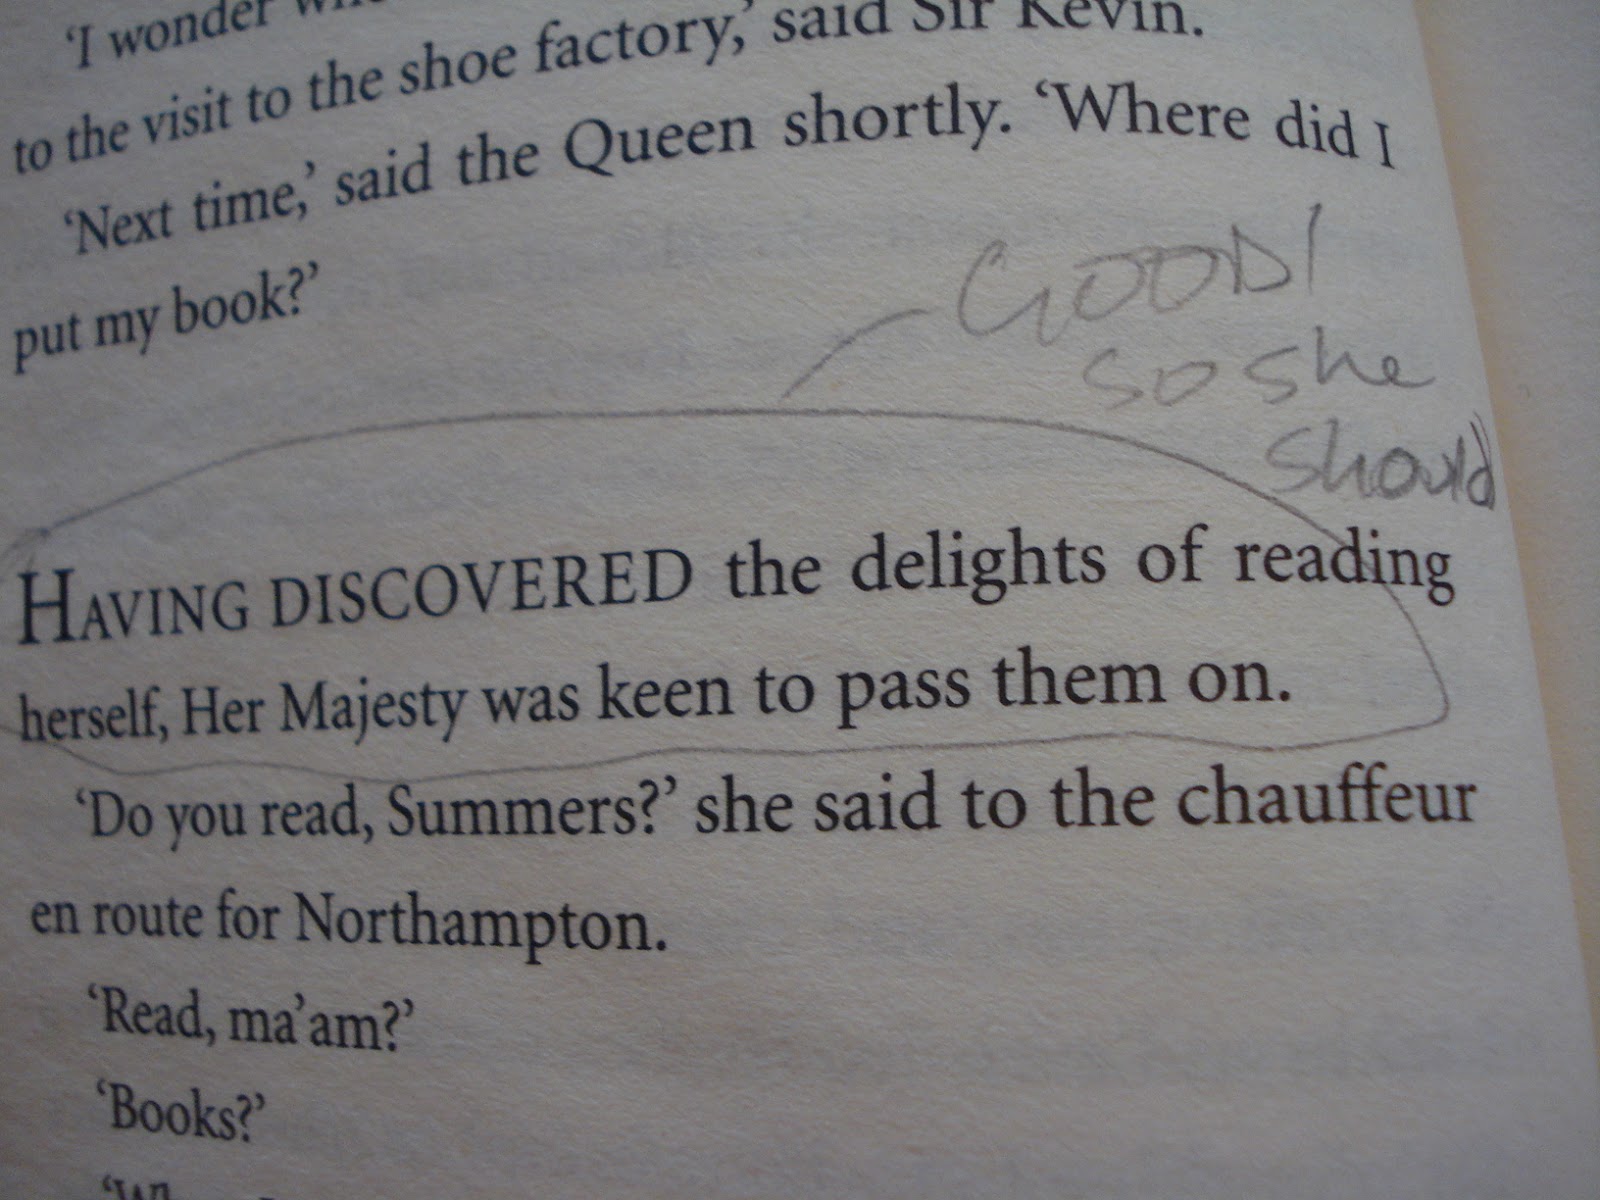 ‘I wonder
to the visit to the shoe factory,’ said Sir Kevin.
‘Next time,’ said the Queen shortly. ‘Where did I
put my book?’
GOOD!
so she
should
HAVING DISCOVERED the delights of reading
herself, Her Majesty was keen to pass them on.
‘Do you read, Summers?’ she said to the chauffeur
en route for Northampton.
‘Read, ma’am?’
‘Books?’